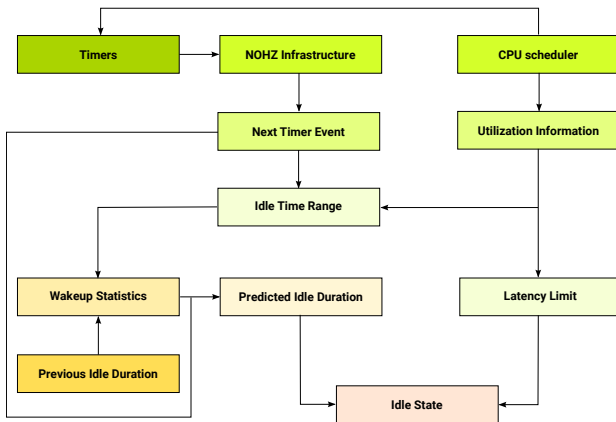 Timers
NOHZ Infrastructure
CPU scheduler
Next Timer Event
Utilization Information
Idle Time Range
Wakeup Statistics
Predicted Idle Duration
Latency Limit
Previous Idle Duration
Idle State